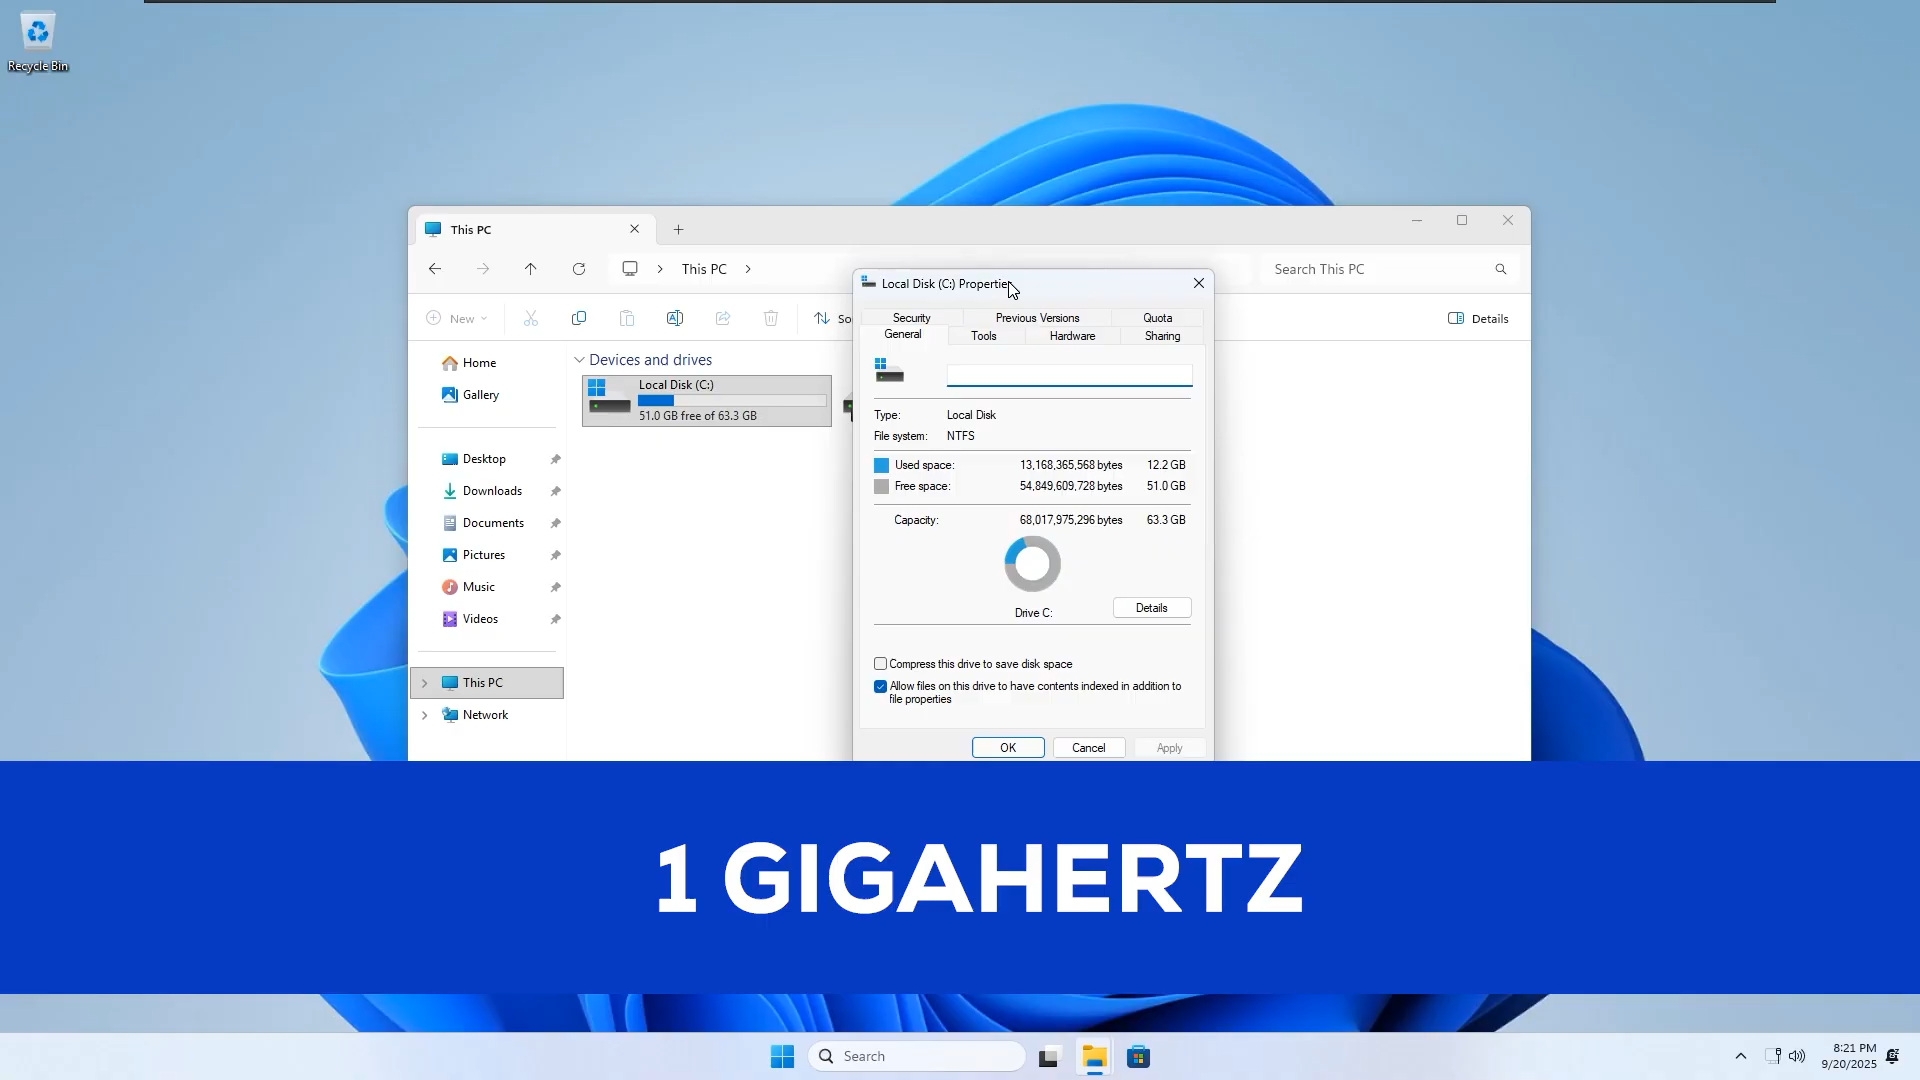 Recycle Bin
This PC
This PC
Search This PC
New
So
Details
Home
Gallery
Desktop
Downloads
Documents
Pictures
Music
Videos
This PC
Network
Devices and drives
Local Disk (C:)
51.0 GB free of 63.3 GB
Local Disk (C:) Propertie
Security Previous Versions Quota
General Tools Hardware Sharing
Type: Local Disk
File system: NTFS
Used space: 13,168,365,568 bytes 12.2 GB
Free space: 54,849,609,728 bytes 51.0 GB
Capacity: 68,017,975,296 bytes 63.3 GB
Drive C:
Details
Compress this drive to save disk space
Allow files on this drive to have contents indexed in addition to
file properties
OK Cancel Apply
1 GIGAHERTZ
Search
8:21 PM
9/20/2025